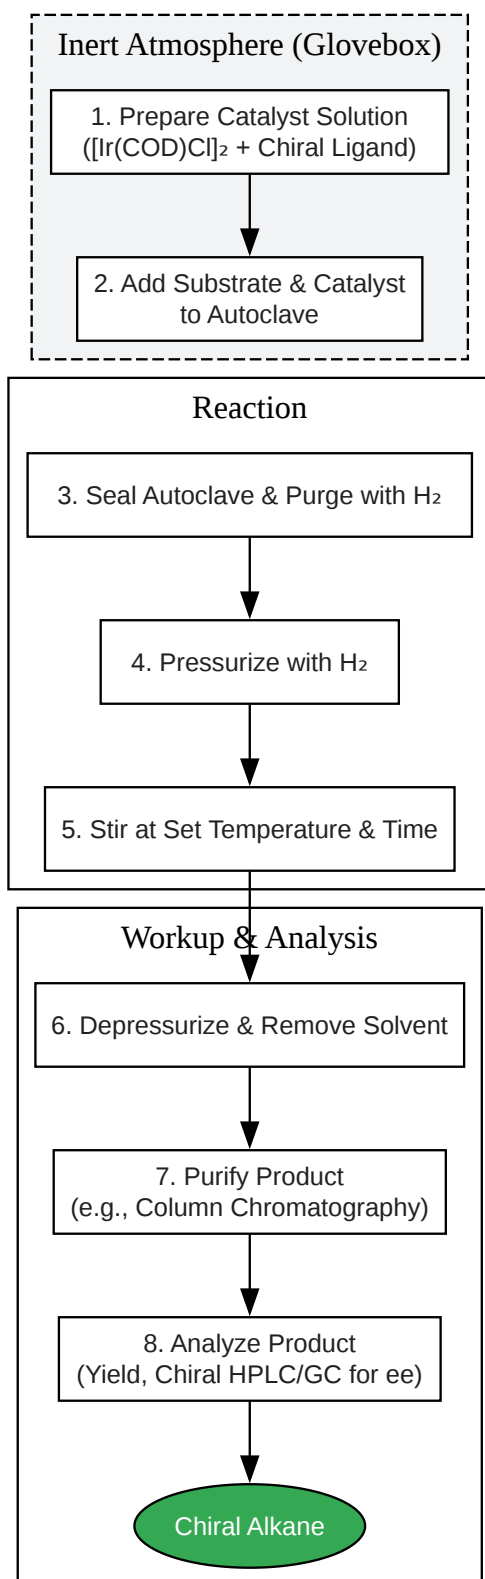 Inert Atmosphere (Glovebox)
1. Prepare Catalyst Solution
([Ir(COD)Cl]₂ + Chiral Ligand)
2. Add Substrate & Catalyst
to Autoclave
Reaction
3. Seal Autoclave & Purge with H₂
4. Pressurize with H₂
5. Stir at Set Temperature & Time
Workup & Analysis
6. Depressurize & Remove Solvent
7. Purify Product
(e.g., Column Chromatography)
8. Analyze Product
(Yield, Chiral HPLC/GC for ee)
Chiral Alkane